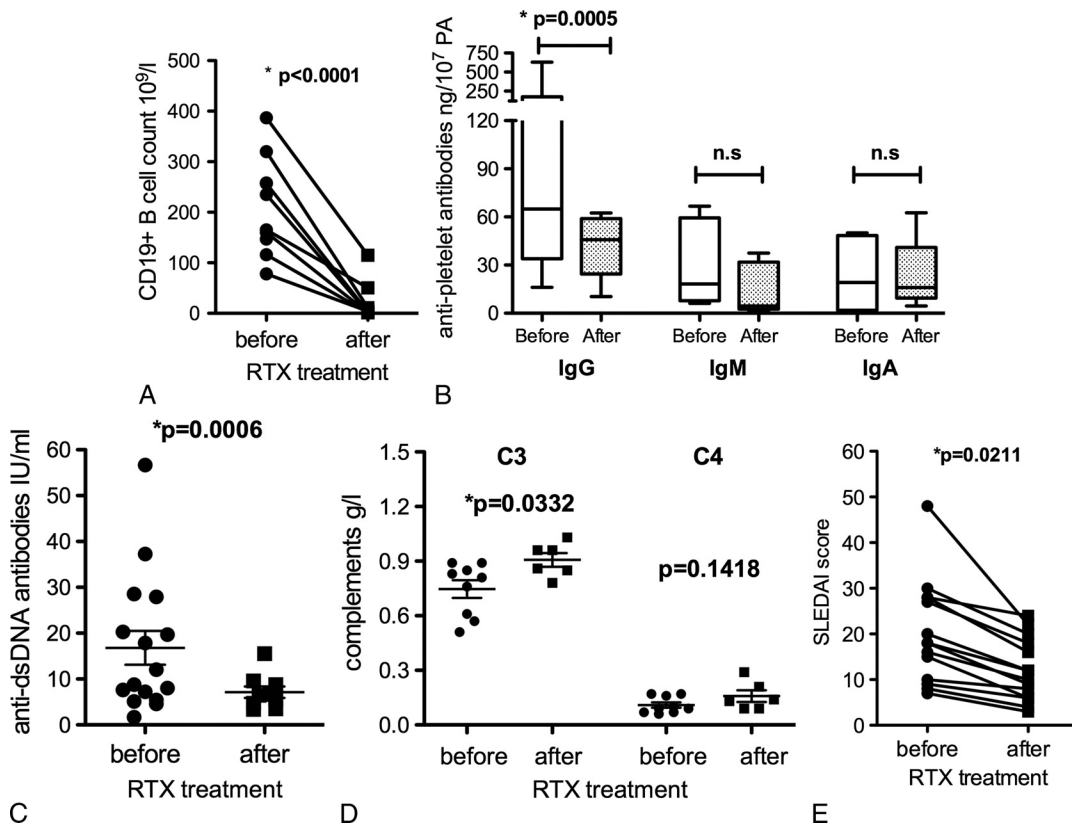 A
CD19+ B cell count 10⁹/l
500
400
300
200
100
0
* p<0.0001
before
after
RTX treatment
B
anti-pletelet antibodies ng/10⁷ PA
750
500
250
120
90
60
30
0
* p=0.0005
n.s
n.s
Before
After
Before
After
Before
After
IgG
IgM
IgA
C
anti-dsDNA antibodies IU/ml
60
50
40
30
20
10
0
*p=0.0006
before
after
RTX treatment
D
complements g/l
1.5
1.2
0.9
0.6
0.3
0.0
C3
C4
*p=0.0332
p=0.1418
before
after
before
after
RTX treatment
E
SLEDAI score
60
50
40
30
20
10
0
*p=0.0211
before
after
RTX treatment